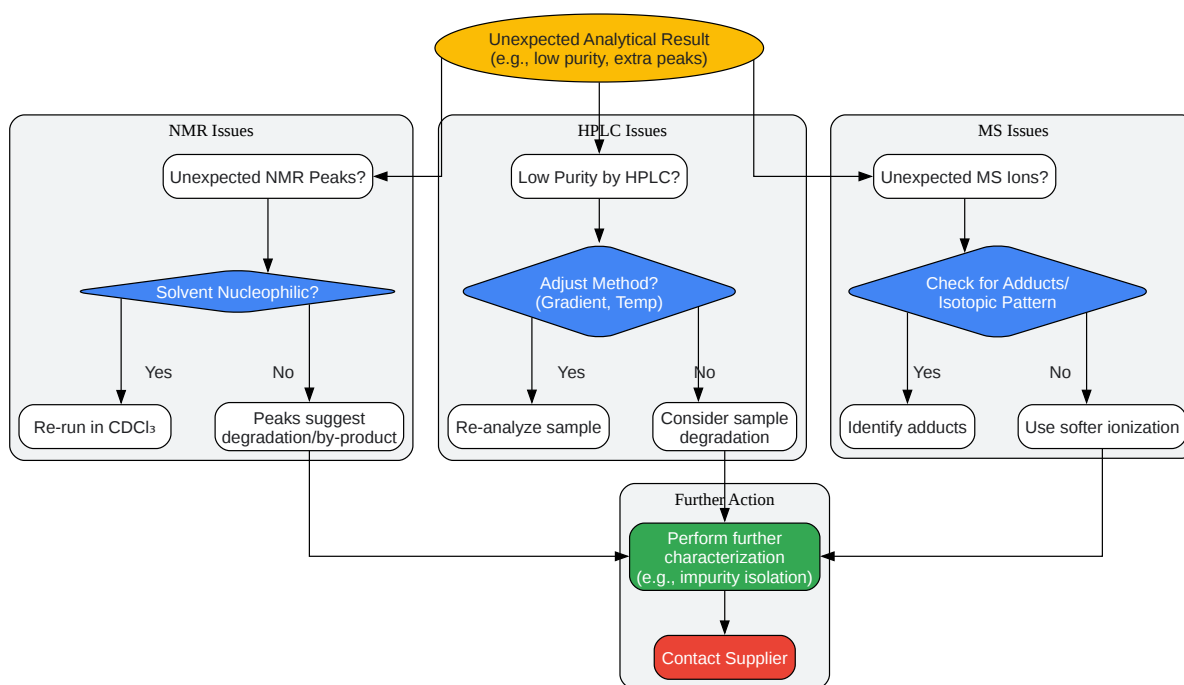 Unexpected Analytical Result
(e.g., low purity, extra peaks)
NMR Issues
Unexpected NMR Peaks?
Solvent Nucleophilic?
Yes
No
Re-run in CDCl₃
Peaks suggest
degradation/by-product
HPLC Issues
Low Purity by HPLC?
Adjust Method?
(Gradient, Temp)
Yes
No
Re-analyze sample
Consider sample
degradation
MS Issues
Unexpected MS Ions?
Check for Adducts/
Isotopic Pattern
Yes
No
Identify adducts
Use softer ionization
Further Action
Perform further
characterization
(e.g., impurity isolation)
Contact Supplier